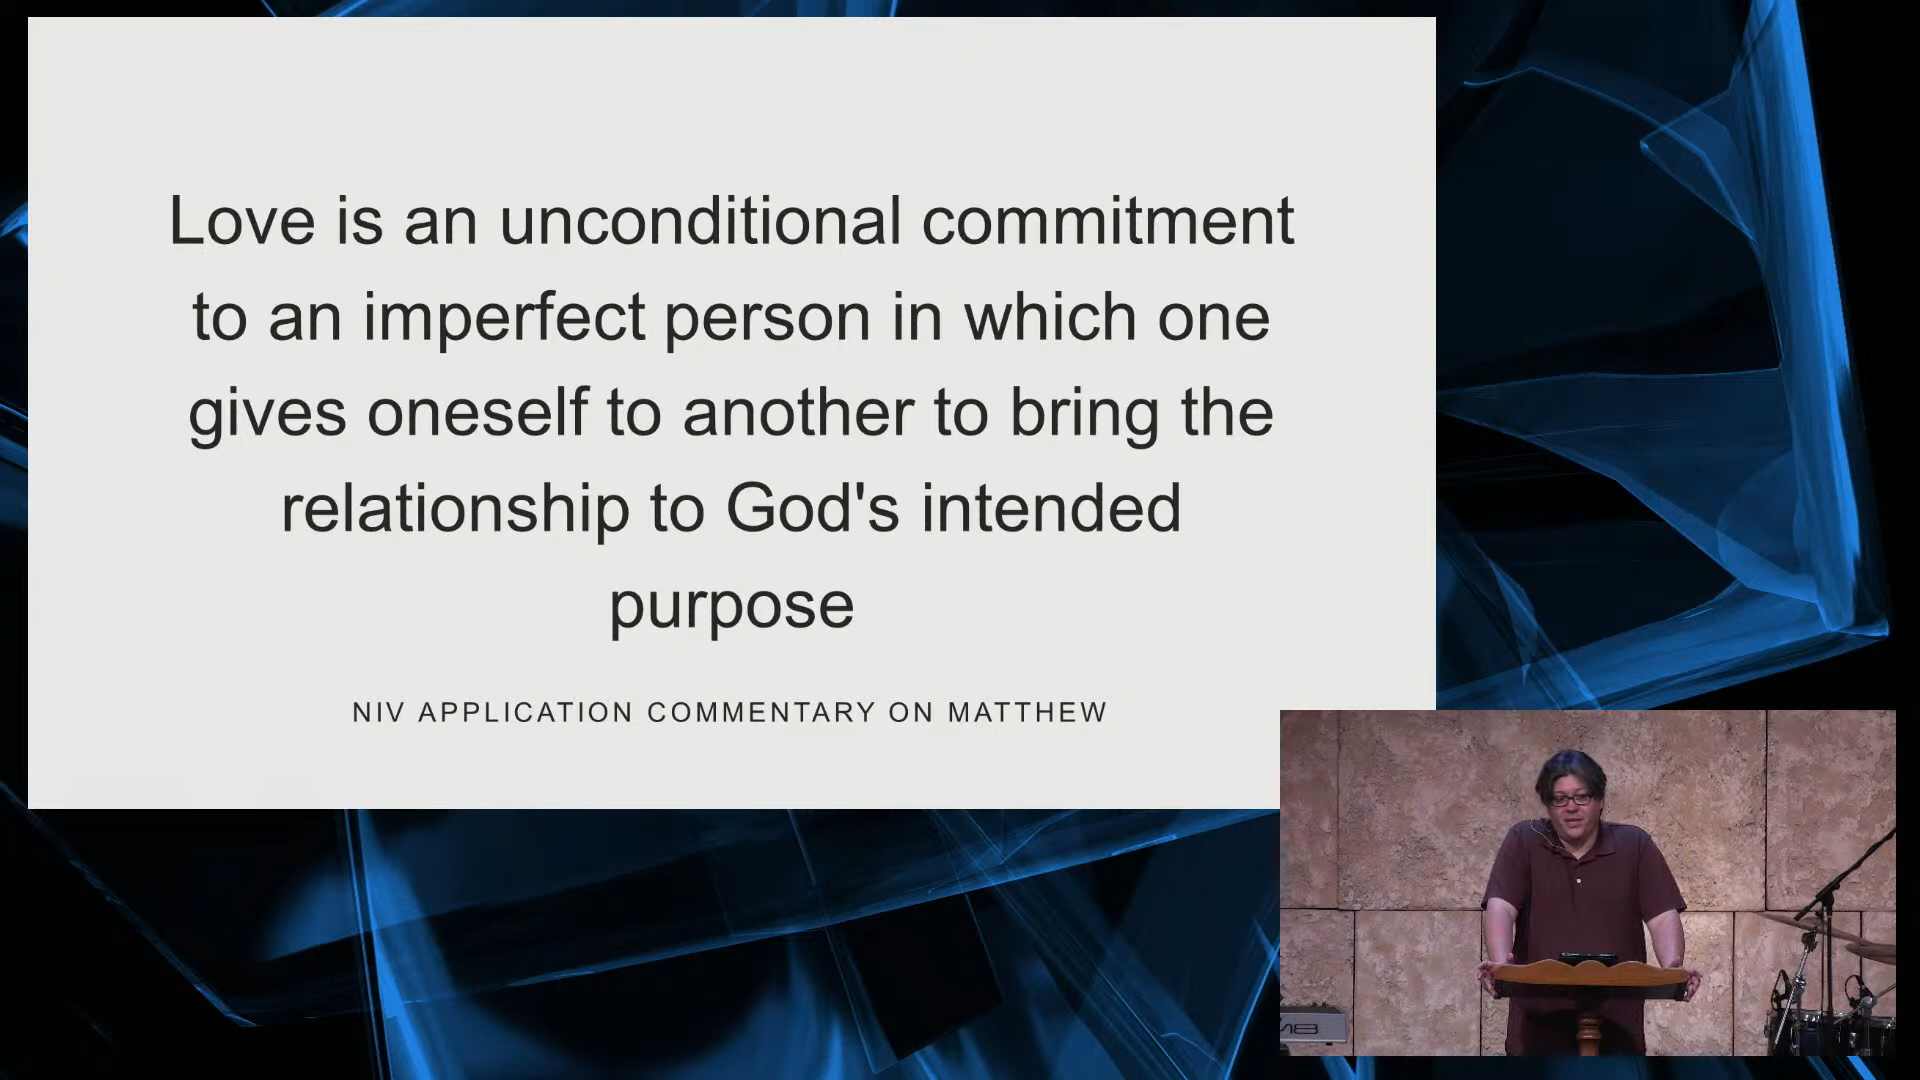 Love is an unconditional commitment
to an imperfect person in which one
gives oneself to another to bring the
relationship to God's intended
purpose
NIV APPLICATION COMMENTARY ON MATTHEW